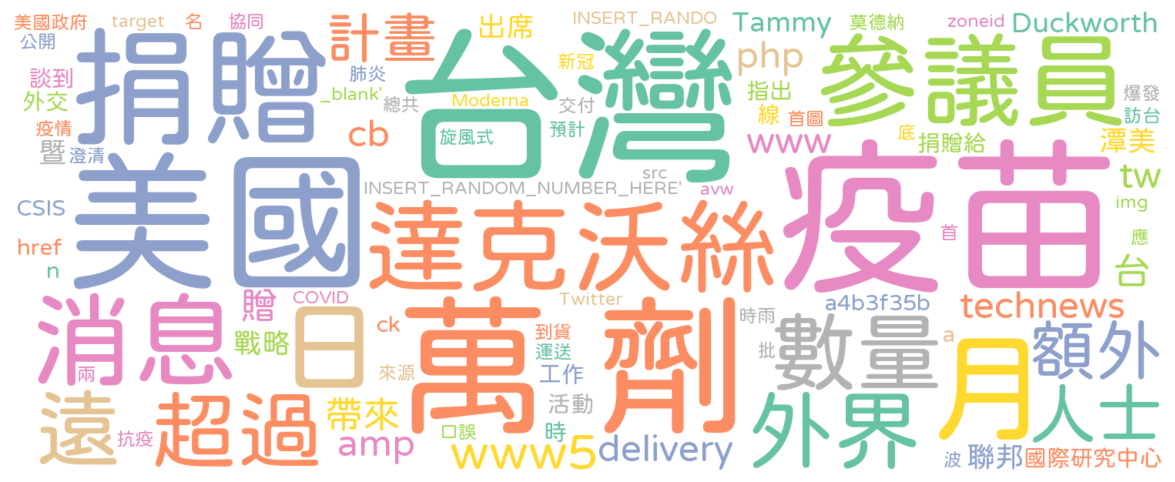 美國政府 target 名 協同 INSERT_RANDO Tammy 莫德納 zoneid Duckworth
公開 捐贈 計畫 台灣 出席 php 參議員
談到 肺炎 新冠 指出 爆發
外交 _blank' 總共 Moderna 交付 線 首圖 訪台
疫情 cb 旋風式 預計 www 底 捐贈給 潭美
暨 澄清 src tw
美國 INSERT_RANDOM_NUMBER_HERE' avw 疫苗 img
CSIS 達克沃絲 首 應
href 台
n
消息 贈 COVID 日 Twitter a4b3f35b technews
戰略 ck 萬劑 到貨 時雨 數量 a 月 額外
兩 來源 運送 批
遠 超過 帶來 工作 外界 人士
抗疫 amp 口誤 活動 時
www5 delivery 波 聯邦 國際研究中心